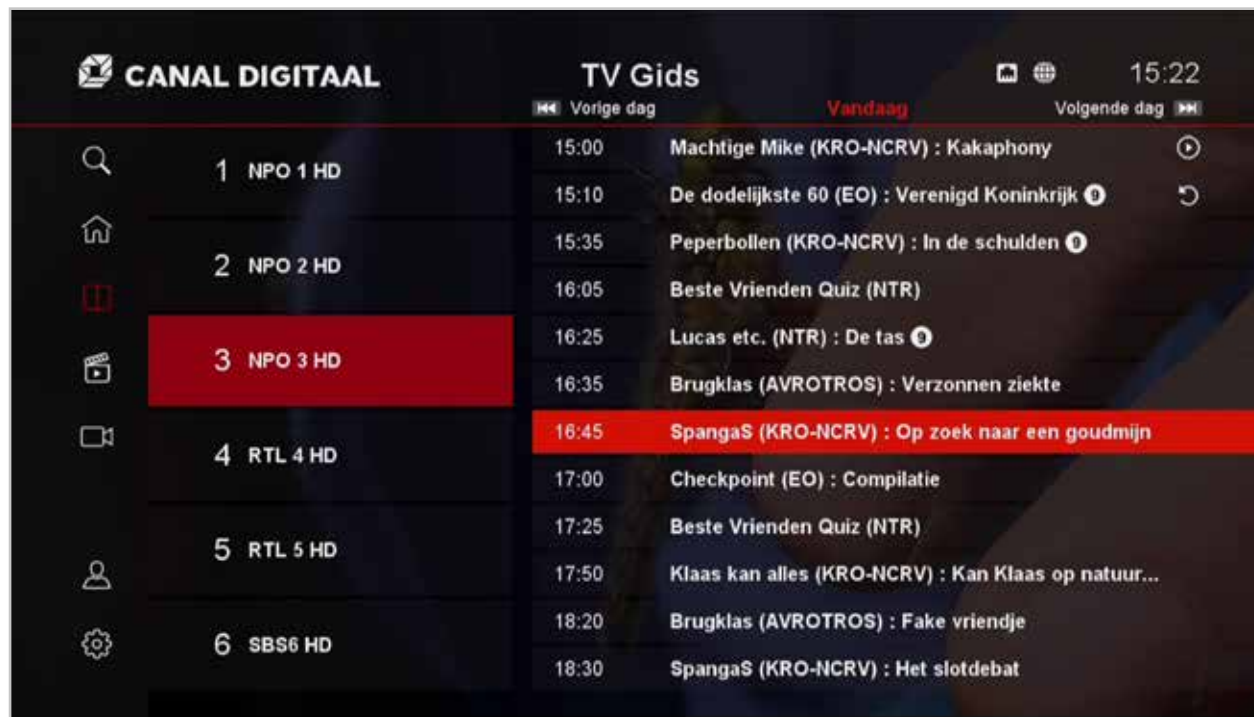 CANAL DIGITAAL
TV Gids
15:22
Vorige dag
Vandaag
Volgende dag
1 NPO 1 HD
2 NPO 2 HD
3 NPO 3 HD
4 RTL 4 HD
5 RTL 5 HD
6 SBS6 HD
15:00 Machtige Mike (KRO-NCRV) : Kakaphony
15:10 De dodelijkste 60 (EO) : Verenigd Koninkrijk 9
15:35 Peperbollen (KRO-NCRV) : In de schulden 9
16:05 Beste Vrienden Quiz (NTR)
16:25 Lucas etc. (NTR) : De tas 9
16:35 Brugklas (AVROTROS) : Verzonnen ziekte
16:45 SpangaS (KRO-NCRV) : Op zoek naar een goudmijn
17:00 Checkpoint (EO) : Compilatie
17:25 Beste Vrienden Quiz (NTR)
17:50 Klaas kan alles (KRO-NCRV) : Kan Klaas op natuur...
18:20 Brugklas (AVROTROS) : Fake vriendje
18:30 SpangaS (KRO-NCRV) : Het slotdebat